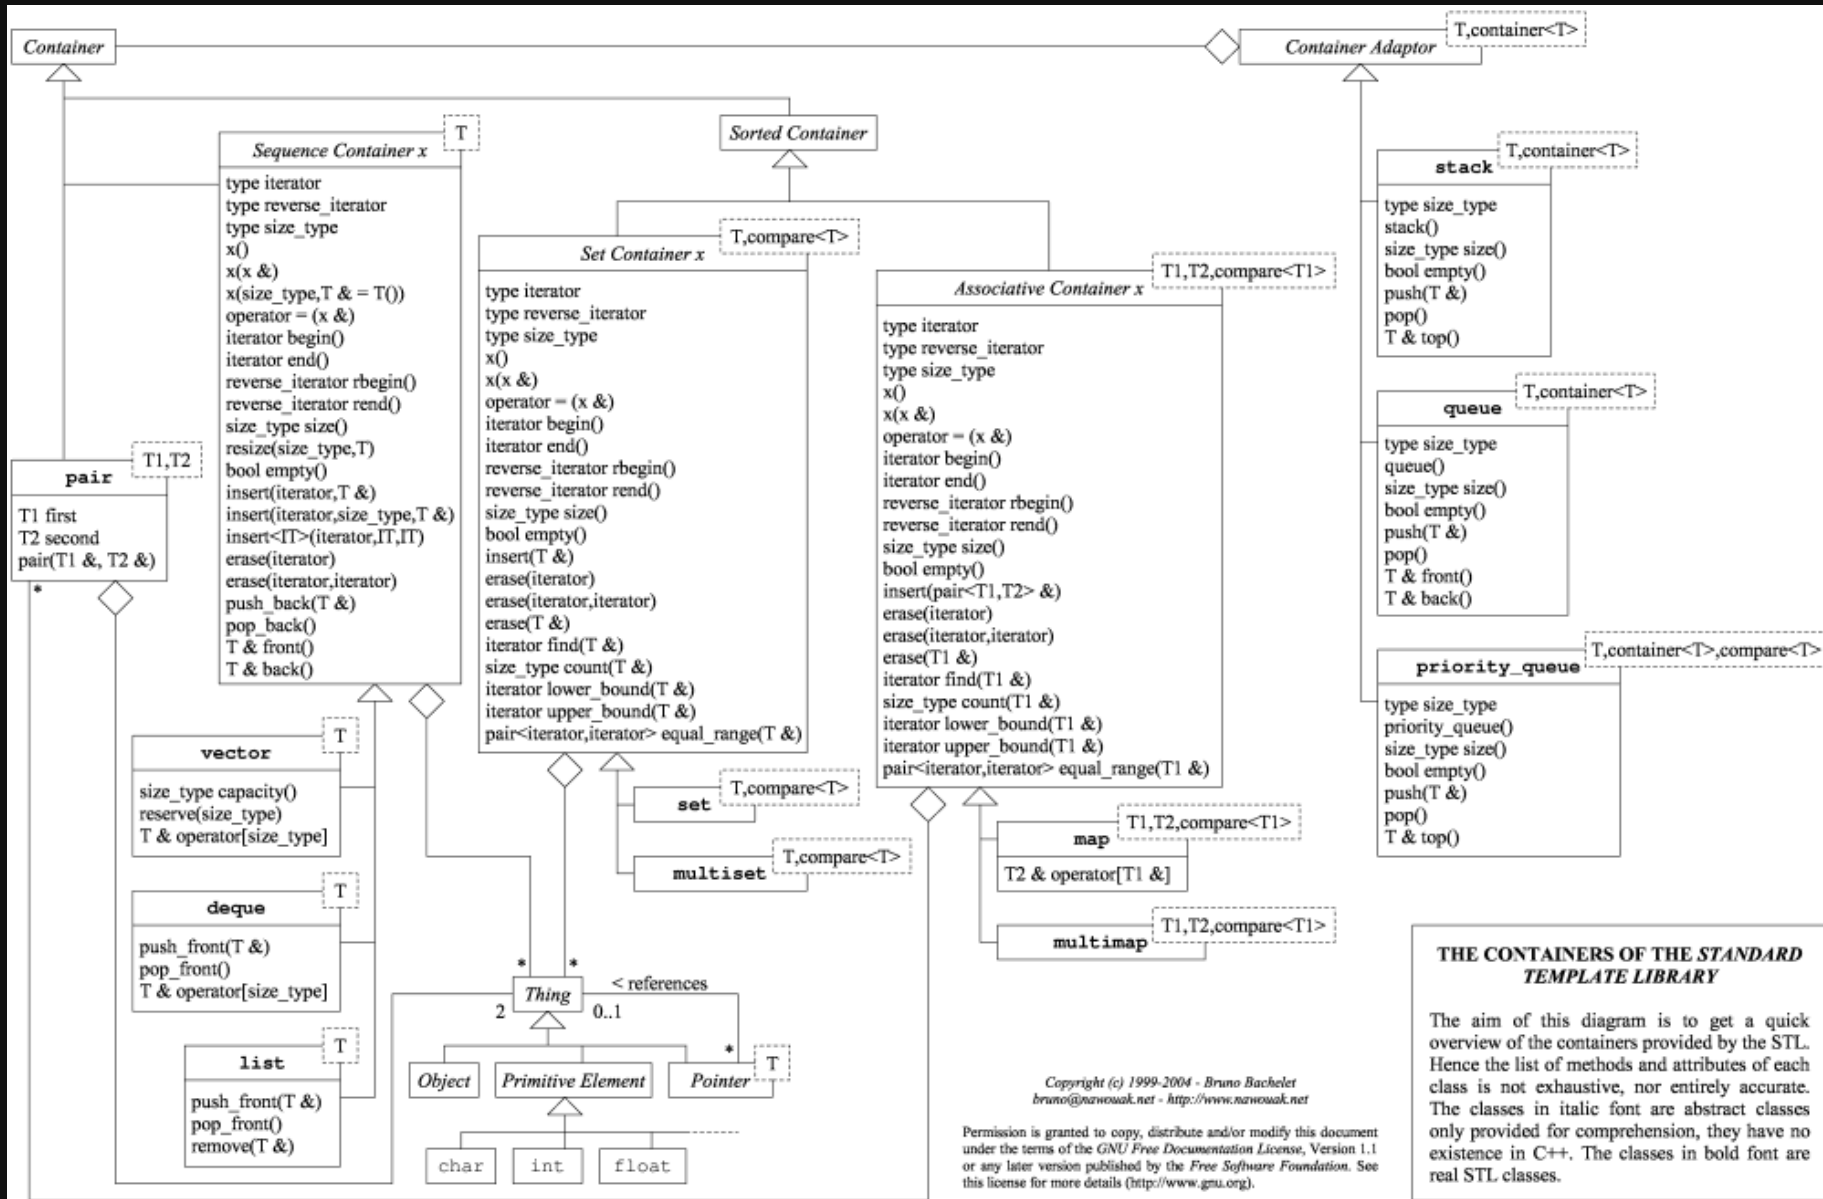 Container
Container Adaptor
T,container<T>
Sorted Container
T
Sequence Container x
type iterator
type reverse_iterator
type size_type
x()
x(x &)
x(size_type,T & = T())
operator = (x &)
iterator begin()
iterator end()
reverse_iterator rbegin()
reverse_iterator rend()
size_type size()
resize(size_type,T)
bool empty()
insert(iterator,T &)
insert(iterator,size_type,T &)
insert<IT>(iterator,IT,IT)
erase(iterator)
erase(iterator,iterator)
push_back(T &)
pop_back()
T & front()
T & back()
T,compare<T>
Set Container x
type iterator
type reverse_iterator
type size_type
x()
x(x &)
operator = (x &)
iterator begin()
iterator end()
reverse_iterator rbegin()
reverse_iterator rend()
size_type size()
bool empty()
insert(T &)
erase(iterator)
erase(iterator,iterator)
erase(T &)
iterator find(T &)
size_type count(T &)
iterator lower_bound(T &)
iterator upper_bound(T &)
pair<iterator,iterator> equal_range(T &)
T1,T2,compare<T1>
Associative Container x
type iterator
type reverse_iterator
type size_type
x()
x(x &)
operator = (x &)
iterator begin()
iterator end()
reverse_iterator rbegin()
reverse_iterator rend()
size_type size()
bool empty()
insert(pair<T1,T2> &)
erase(iterator)
erase(iterator,iterator)
erase(T1 &)
iterator find(T1 &)
size_type count(T1 &)
iterator lower_bound(T1 &)
iterator upper_bound(T1 &)
pair<iterator,iterator> equal_range(T1 &)
T,container<T>
stack
type size_type
stack()
size_type size()
bool empty()
push(T &)
pop()
T & top()
T,container<T>
queue
type size_type
queue()
size_type size()
bool empty()
push(T &)
pop()
T & front()
T & back()
T,container<T>,compare<T>
priority_queue
type size_type
priority_queue()
size_type size()
bool empty()
push(T &)
pop()
T & top()
T1,T2
pair
T1 first
T2 second
pair(T1 &, T2 &)
*
T
vector
size_type capacity()
reserve(size_type)
T & operator[size_type]
T
deque
push_front(T &)
pop_front()
T & operator[size_type]
T
list
push_front(T &)
pop_front()
remove(T &)
T,compare<T>
set
T,compare<T>
multiset
T1,T2,compare<T1>
map
T2 & operator[T1 &]
T1,T2,compare<T1>
multimap
* *
Thing
< references
2 0..1
*
T
Object
Primitive Element
Pointer
char
int
float
Copyright (c) 1999-2004 - Bruno Bachelet
bruno@nawouak.net - http://www.nawouak.net
Permission is granted to copy, distribute and/or modify this document
under the terms of the GNU Free Documentation License, Version 1.1
or any later version published by the Free Software Foundation. See
this license for more details (http://www.gnu.org).
THE CONTAINERS OF THE STANDARD
TEMPLATE LIBRARY
The aim of this diagram is to get a quick
overview of the containers provided by the STL.
Hence the list of methods and attributes of each
class is not exhaustive, nor entirely accurate.
The classes in italic font are abstract classes
only provided for comprehension, they have no
existence in C++. The classes in bold font are
real STL classes.